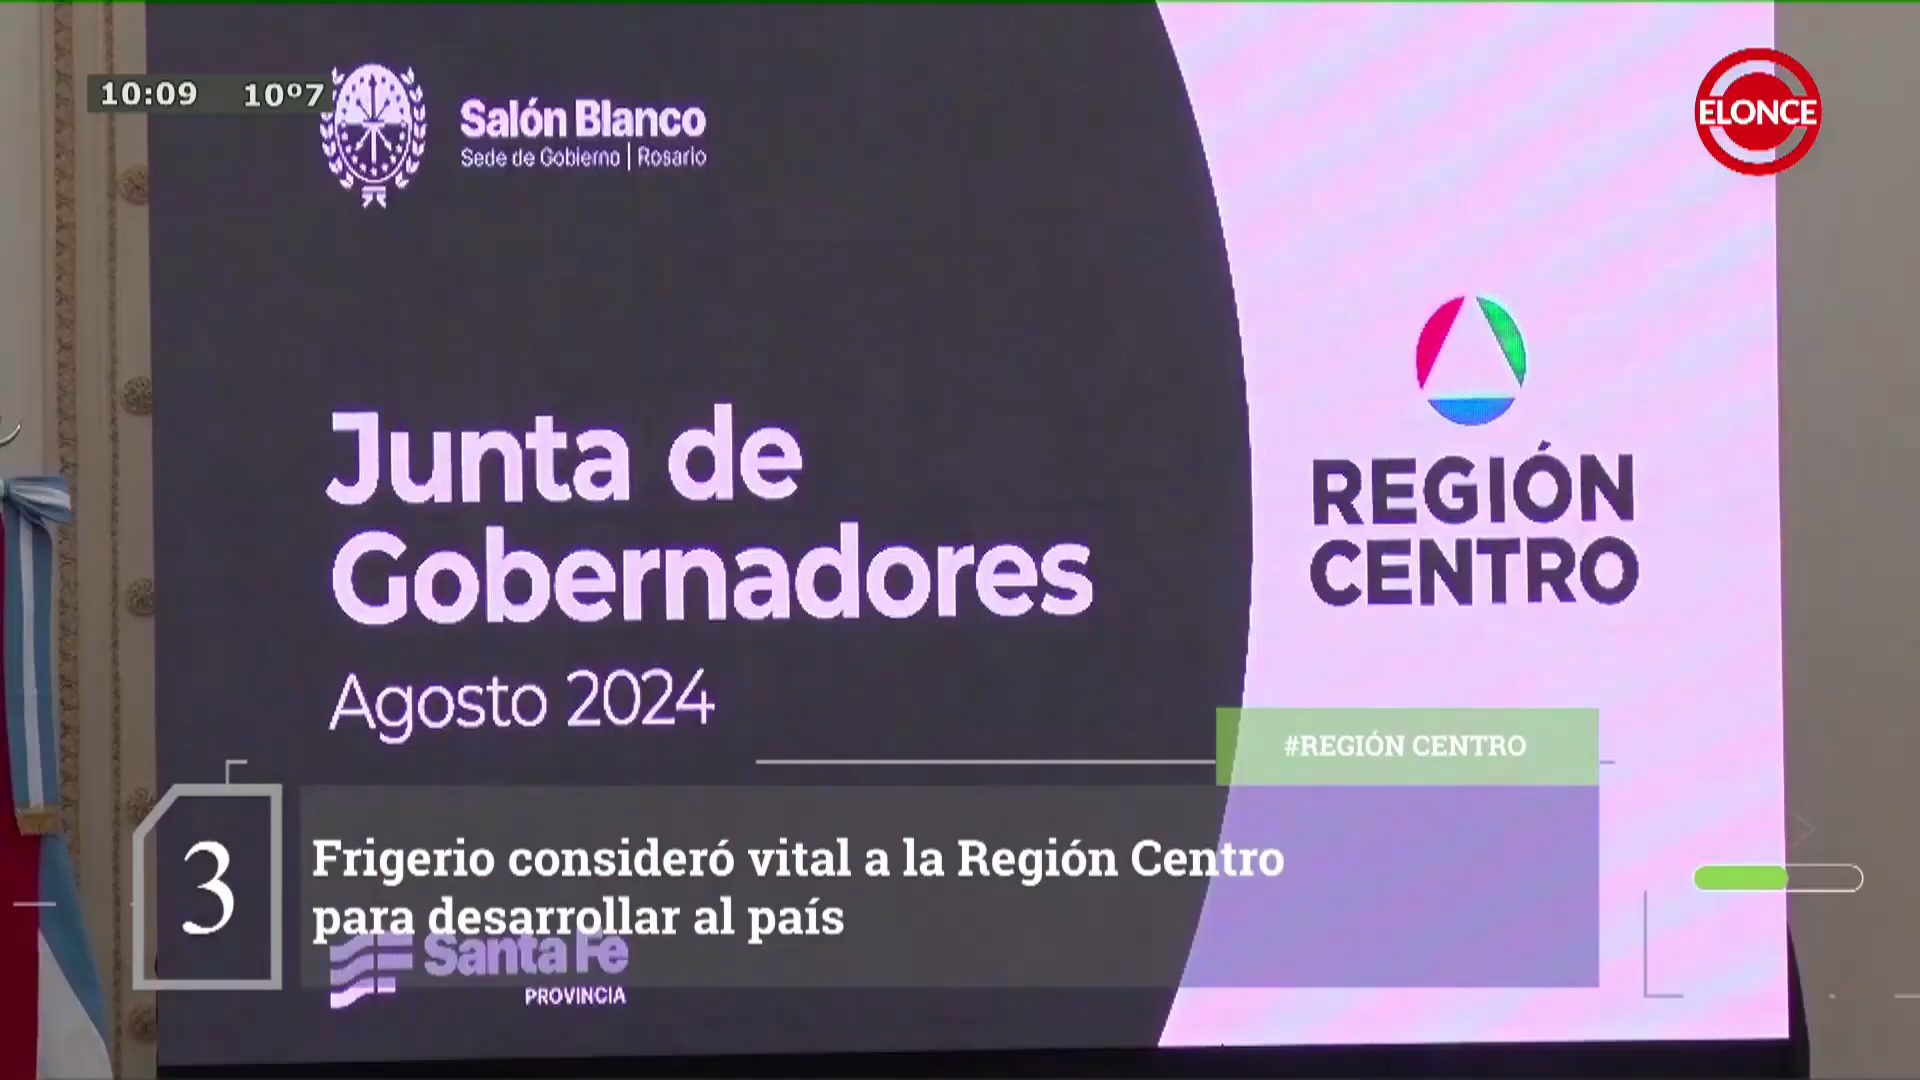 10:09 10º7
Salón Blanco
Sede de Gobierno | Rosario
ELONCE
Junta de
Gobernadores
Agosto 2024
REGIÓN
CENTRO
#REGIÓN CENTRO
3
Frigerio consideró vital a la Región Centro
para desarrollar al país
Santa Fe
PROVINCIA